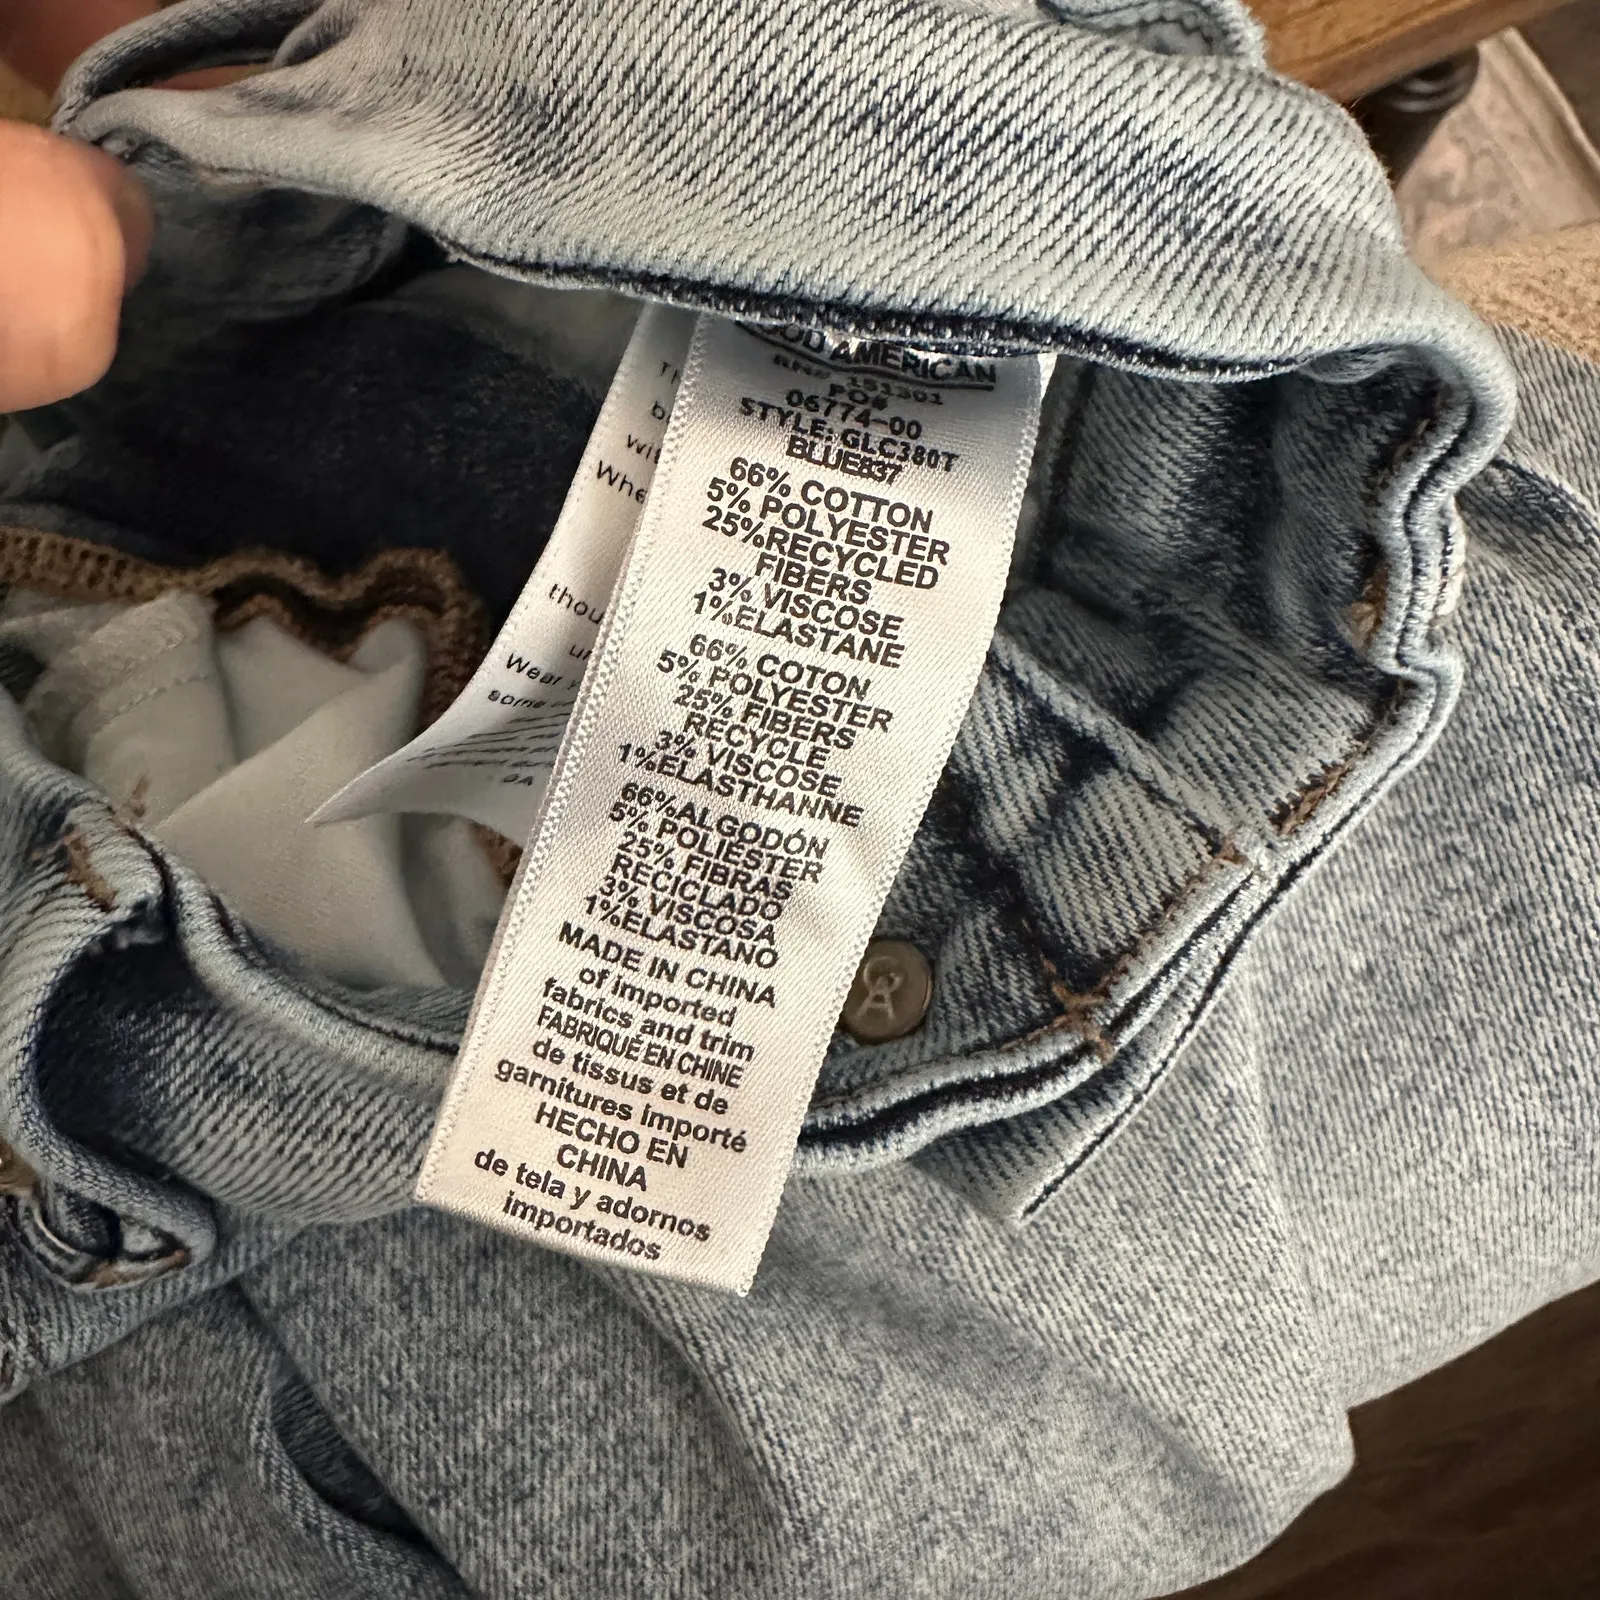 AMERICAN
RN# 151301
PO#
06774-00
STYLE: GLC380T
BLUE837
66% COTTON
5% POLYESTER
25%RECYCLED
FIBERS
3% VISCOSE
1%ELASTANE
66% COTON
5% POLYESTER
25% FIBERS
RECYCLE
3% VISCOSE
1%ELASTHANNE
66%ALGODÓN
5% POLIÉSTER
25% FIBRAS
RECICLADO
3% VISCOSA
1%ELASTANO
MADE IN CHINA
of imported
fabrics and trim
FABRIQUÉ EN CHINE
de tissus et de
garnitures importé
HECHO EN
CHINA
de tela y adornos
importados
Wear